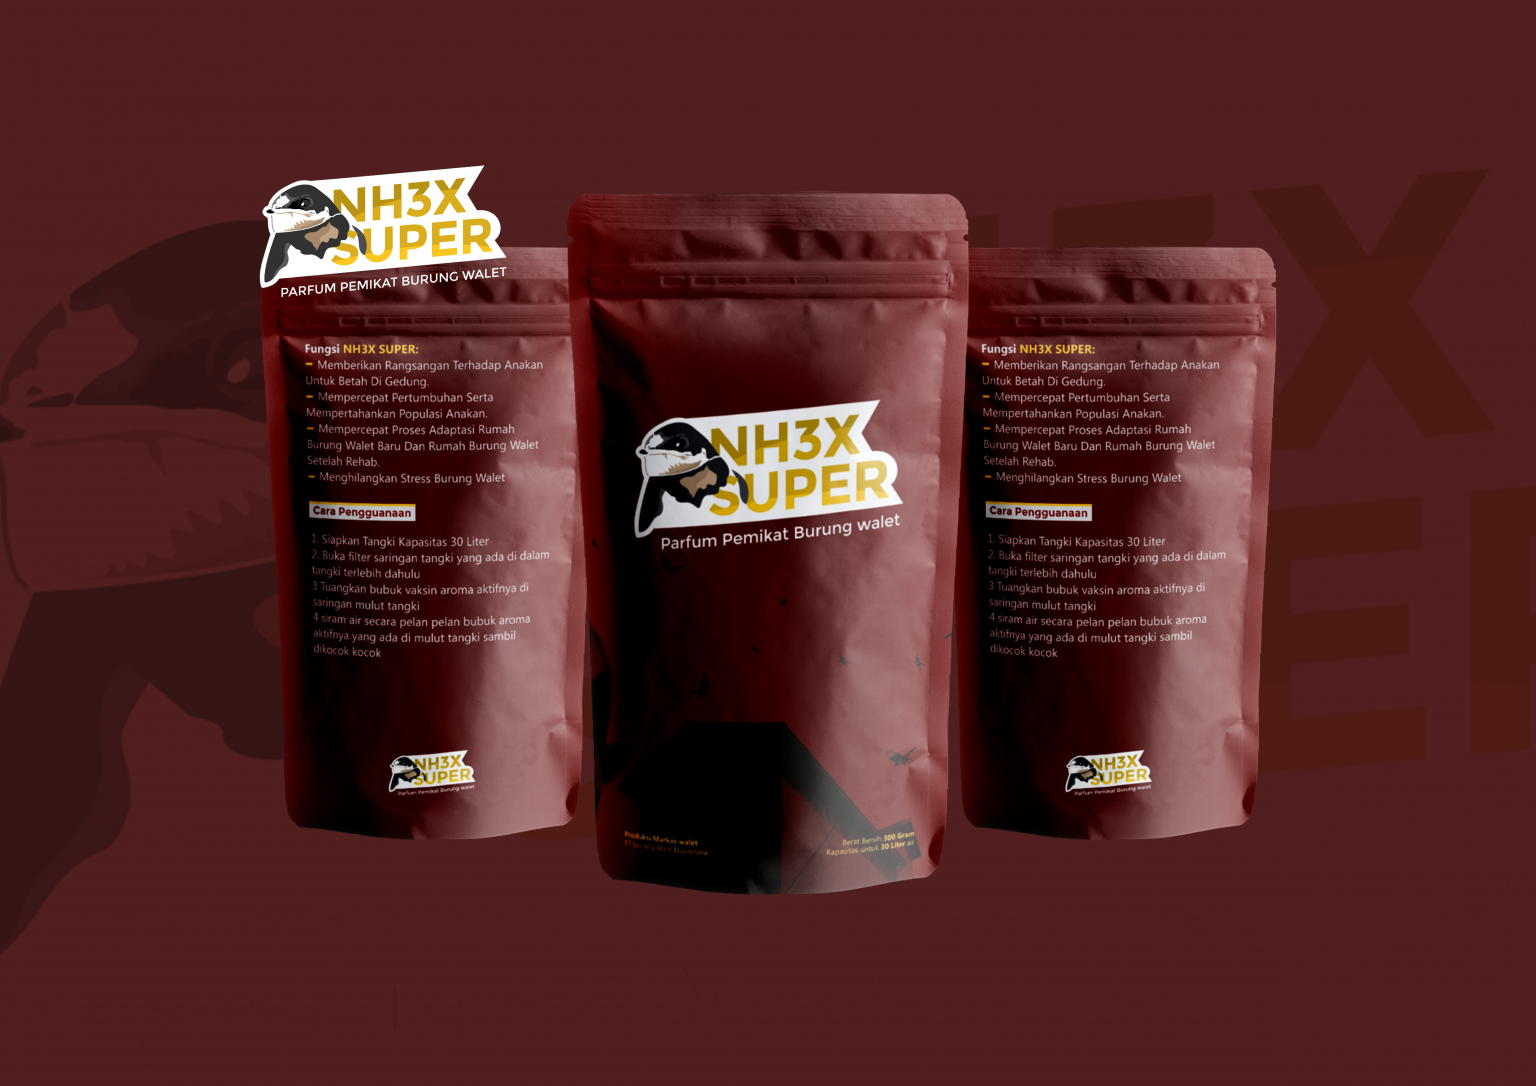 NH3X
SUPER
PARFUM PEMIKAT BURUNG WALET
Fungsi NH3X SUPER:
- Memberikan Rangsangan Terhadap Anakan
Untuk Betah Di Gedung.
- Mempercepat Pertumbuhan Serta
Mempertahankan Populasi Anakan.
- Mempercepat Proses Adaptasi Rumah
Burung Walet Baru Dan Rumah Burung Walet
Setelah Rehab.
- Menghilangkan Stress Burung Walet
Cara Pengguanaan
1. Siapkan Tangki Kapasitas 30 Liter
2. Buka filter saringan tangki yang ada di dalam
tangki terlebih dahulu
3 Tuangkan bubuk vaksin aroma aktifnya di
saringan mulut tangki
4 siram air secara pelan pelan bubuk aroma
aktifnya yang ada di mulut tangki sambil
dikocok kocok
NH3X
SUPER
Parfum Pemikat Burung walet
NH3X
SUPER
Parfum Pemikat Burung walet
Produksi Markas walet
Berat Bersih 300 Gram
Kapasitas untuk 30 Liter air
Fungsi NH3X SUPER:
- Memberikan Rangsangan Terhadap Anakan
Untuk Betah Di Gedung.
- Mempercepat Pertumbuhan Serta
Mempertahankan Populasi Anakan.
- Mempercepat Proses Adaptasi Rumah
Burung Walet Baru Dan Rumah Burung Walet
Setelah Rehab.
- Menghilangkan Stress Burung Walet
Cara Pengguanaan
1. Siapkan Tangki Kapasitas 30 Liter
2. Buka filter saringan tangki yang ada di dalam
tangki terlebih dahulu
3 Tuangkan bubuk vaksin aroma aktifnya di
saringan mulut tangki
4 siram air secara pelan pelan bubuk aroma
aktifnya yang ada di mulut tangki sambil
dikocok kocok
NH3X
SUPER
Parfum Pemikat Burung walet